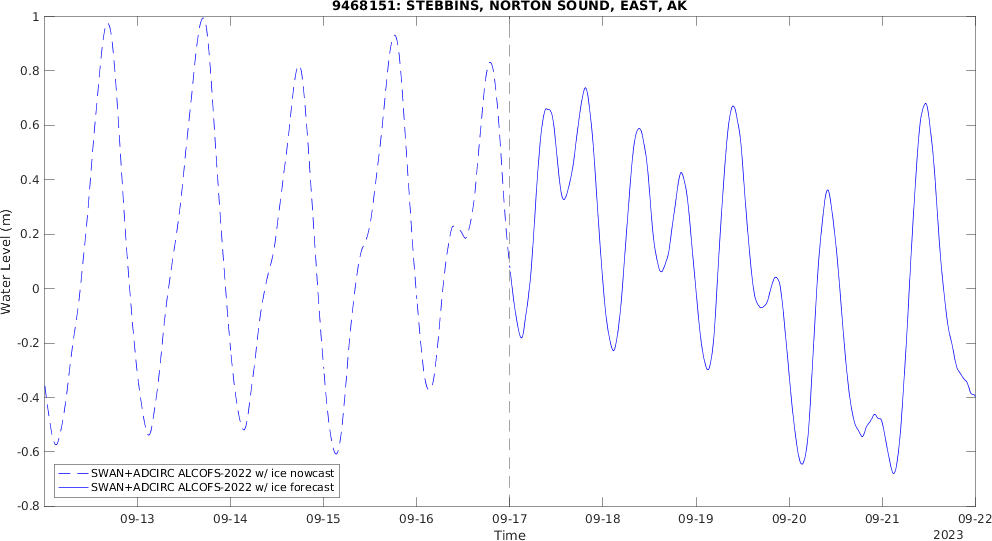 9468151: STEBBINS, NORTON SOUND, EAST, AK
1
0.8
0.6
0.4
0.2
0
-0.2
-0.4
-0.6
-0.8
Water Level (m)
SWAN+ADCIRC ALCOFS-2022 w/ ice nowcast
SWAN+ADCIRC ALCOFS-2022 w/ ice forecast
09-13 09-14 09-15 09-16 09-17 09-18 09-19 09-20 09-21 09-22
Time
2023